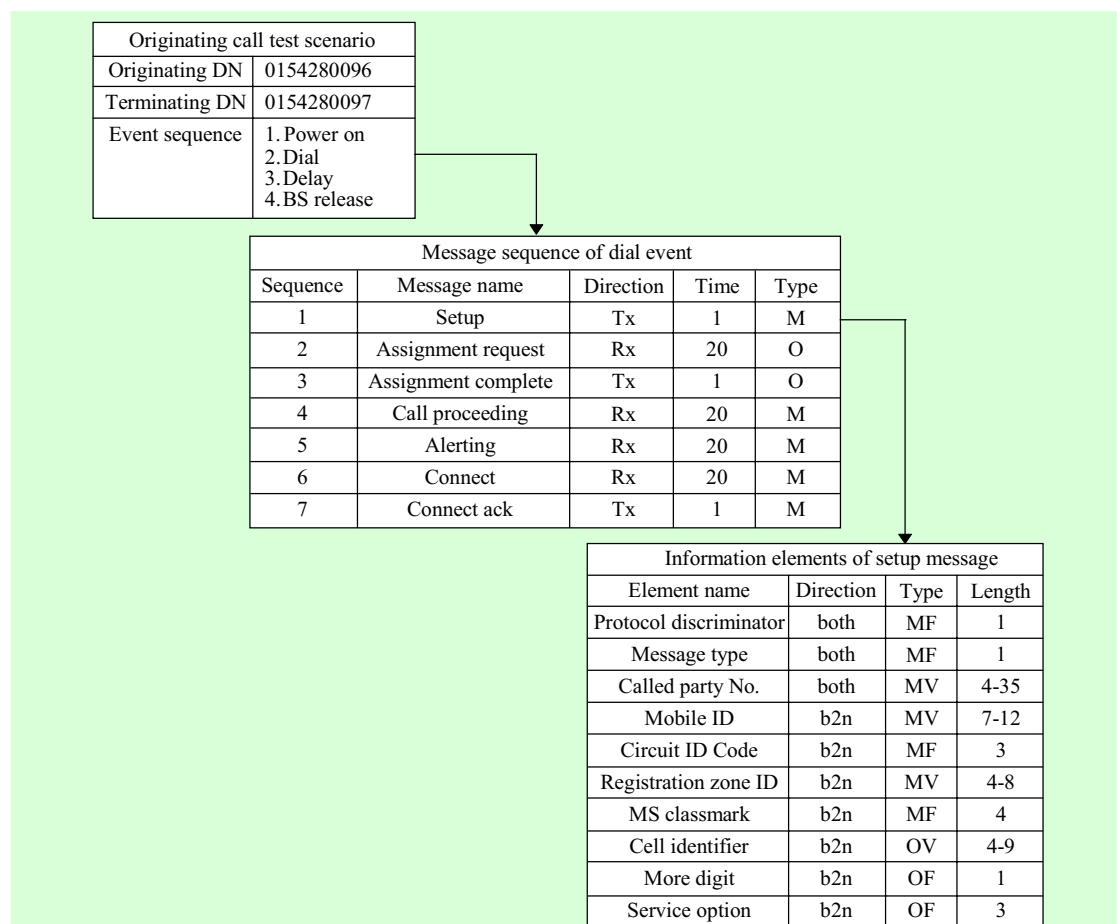 Originating call test scenario
Originating DN 0154280096
Terminating DN 0154280097
Event sequence 1.Power on
2.Dial
3.Delay
4.BS release
Message sequence of dial event
Sequence Message name Direction Time Type
1 Setup Tx 1 M
2 Assignment request Rx 20 O
3 Assignment complete Tx 1 O
4 Call proceeding Rx 20 M
5 Alerting Rx 20 M
6 Connect Rx 20 M
7 Connect ack Tx 1 M
Information elements of setup message
Element name Direction Type Length
Protocol discriminator both MF 1
Message type both MF 1
Called party No. both MV 4-35
Mobile ID b2n MV 7-12
Circuit ID Code b2n MF 3
Registration zone ID b2n MV 4-8
MS classmark b2n MF 4
Cell identifier b2n OV 4-9
More digit b2n OF 1
Service option b2n OF 3